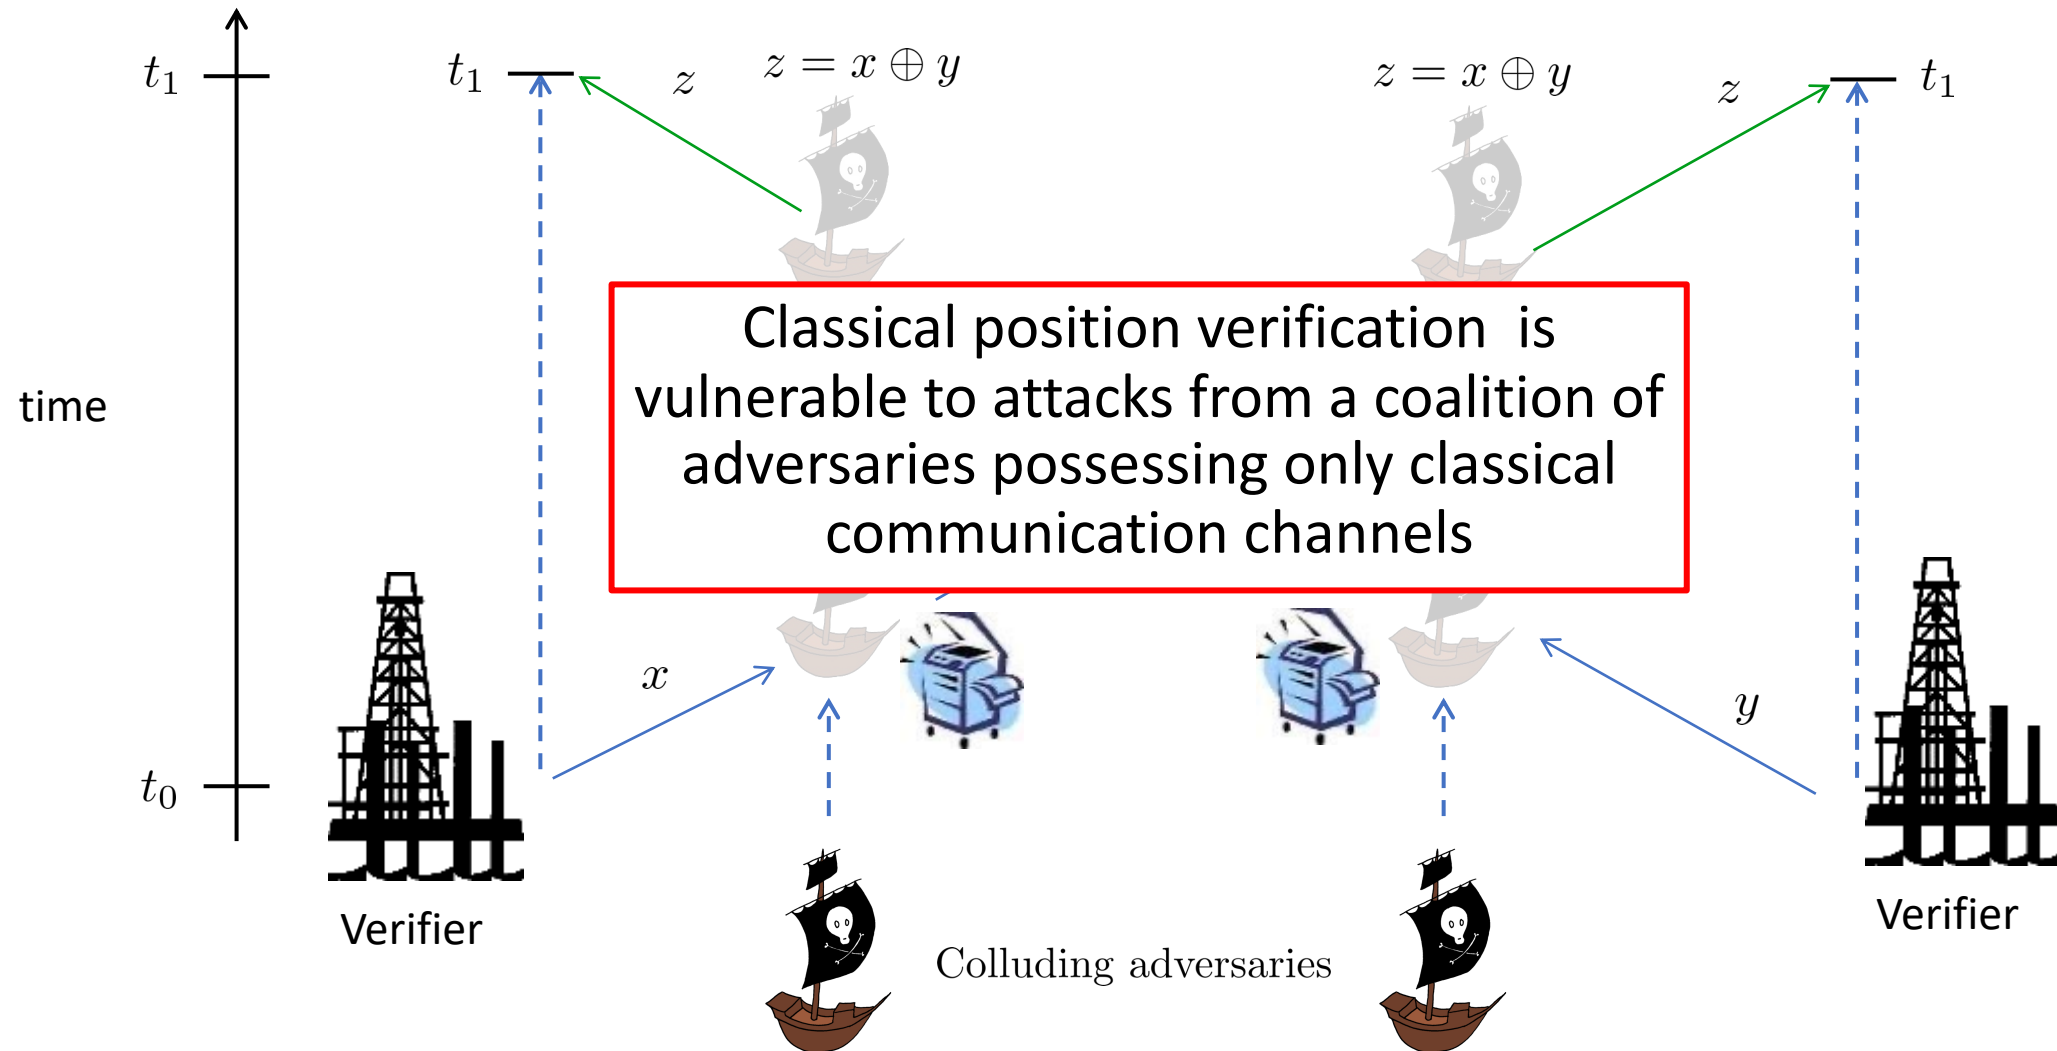 t₁
t₁
z
z = x ⊕ y
z = x ⊕ y
z
t₁
Classical position verification is
vulnerable to attacks from a coalition of
adversaries possessing only classical
communication channels
time
x
y
t₀
Verifier
Verifier
Colluding adversaries